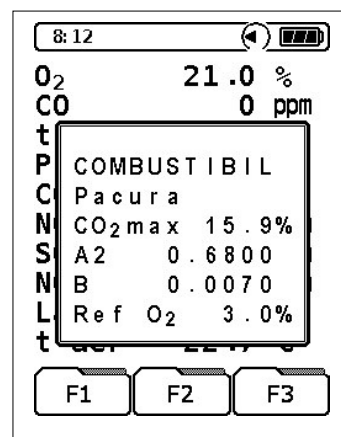 8:12
O₂ 21.0 %
CO 0 ppm
COMBUSTIBIL
Pacura
CO₂max 15.9%
A2 0.6800
B 0.0070
Ref O₂ 3.0%
F1 F2 F3